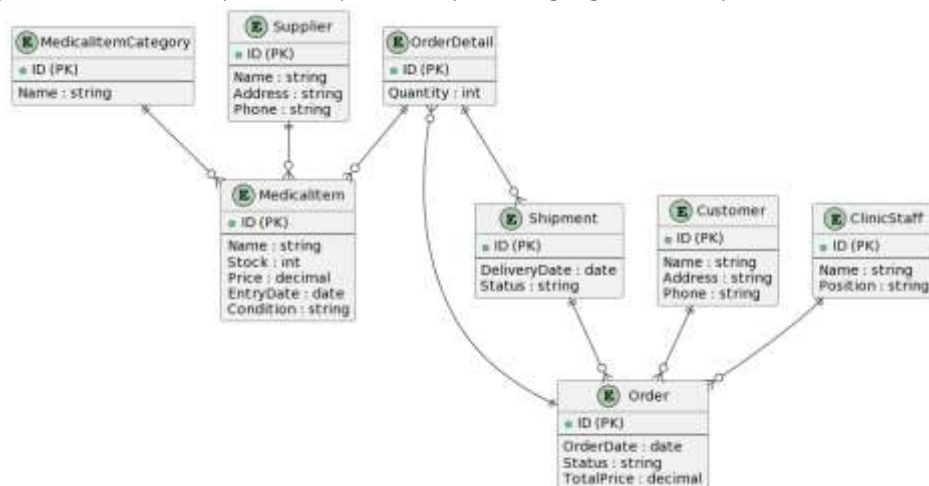 E MedicalItemCategory
ID (PK)
Name : string
E Supplier
ID (PK)
Name : string
Address : string
Phone : string
E OrderDetail
ID (PK)
Quantity : int
E MedicalItem
ID (PK)
Name : string
Stock : int
Price : decimal
EntryDate : date
Condition : string
E Shipment
ID (PK)
DeliveryDate : date
Status : string
E Customer
ID (PK)
Name : string
Address : string
Phone : string
E ClinicStaff
ID (PK)
Name : string
Position : string
E Order
ID (PK)
OrderDate : date
Status : string
TotalPrice : decimal